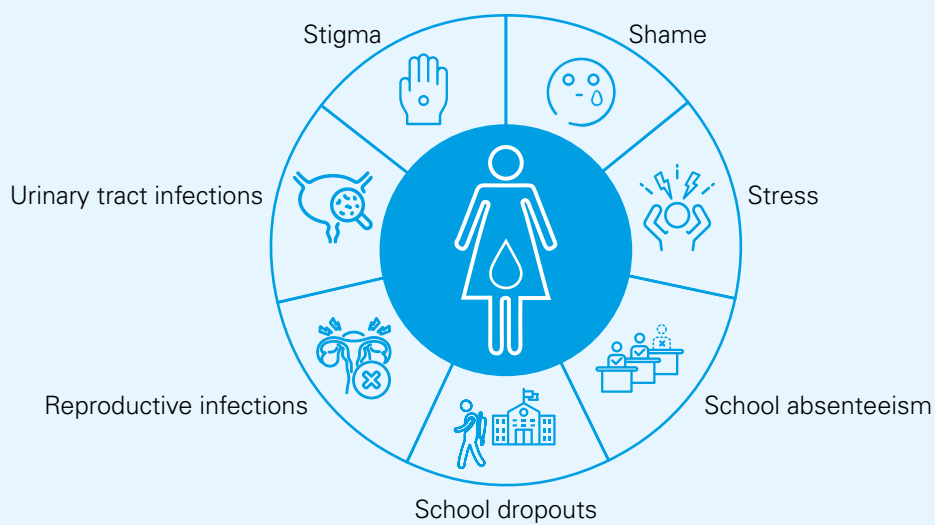 Stigma
Shame
Urinary tract infections
Stress
Reproductive infections
School absenteeism
School dropouts